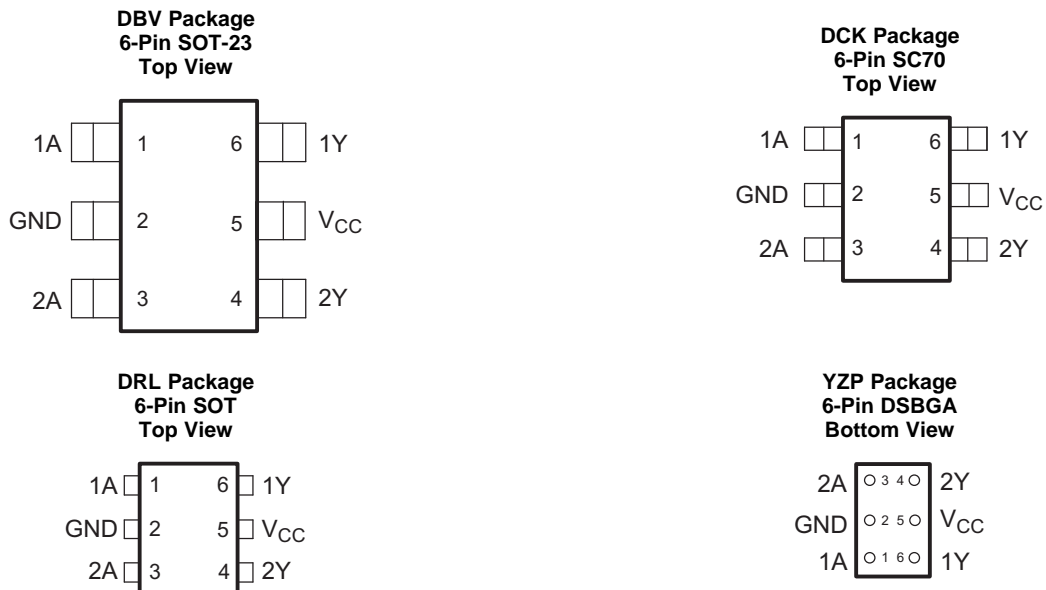 DBV Package
6-Pin SOT-23
Top View
1A 1 6 1Y
GND 2 5 VCC
2A 3 4 2Y
DCK Package
6-Pin SC70
Top View
1A 1 6 1Y
GND 2 5 VCC
2A 3 4 2Y
DRL Package
6-Pin SOT
Top View
1A 1 6 1Y
GND 2 5 VCC
2A 3 4 2Y
YZP Package
6-Pin DSBGA
Bottom View
2A 3 4 2Y
GND 2 5 VCC
1A 1 6 1Y